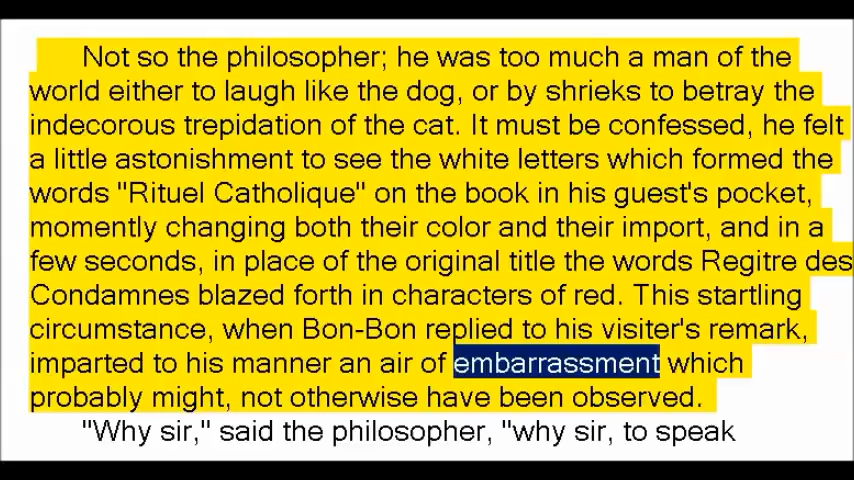 Not so the philosopher; he was too much a man of the
world either to laugh like the dog, or by shrieks to betray the
indecorous trepidation of the cat. It must be confessed, he felt
a little astonishment to see the white letters which formed the
words "Rituel Catholique" on the book in his guest's pocket,
momently changing both their color and their import, and in a
few seconds, in place of the original title the words Regitre des
Condamnes blazed forth in characters of red. This startling
circumstance, when Bon-Bon replied to his visiter's remark,
imparted to his manner an air of embarrassment which
probably might, not otherwise have been observed.
"Why sir," said the philosopher, "why sir, to speak